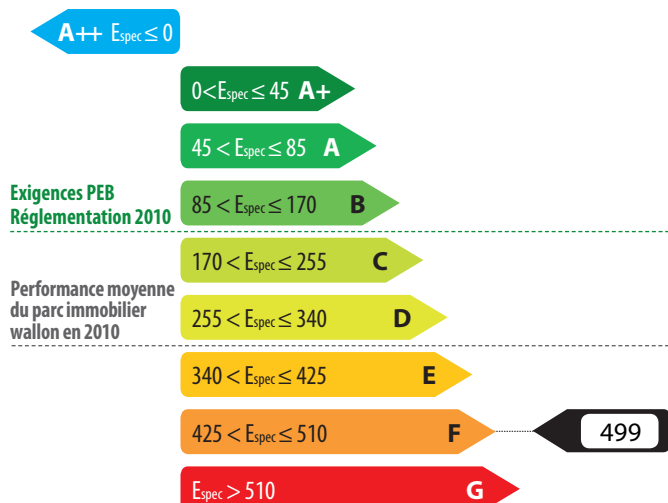 A++ Espec ≤ 0
0<Espec ≤ 45 A+
45 < Espec ≤ 85 A
Exigences PEB
Réglementation 2010
85 < Espec ≤ 170 B
170 < Espec ≤ 255 C
Performance moyenne
du parc immobilier
wallon en 2010
255 < Espec ≤ 340 D
340 < Espec ≤ 425 E
425 < Espec ≤ 510 F
499
Espec > 510 G